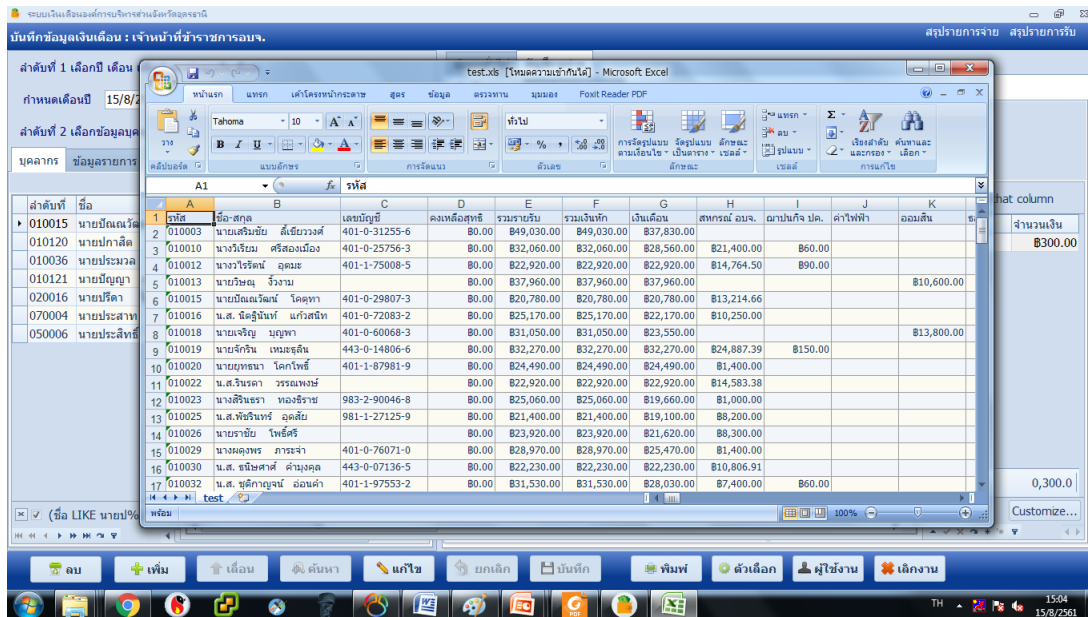 ระบบเงินเดือนองค์การบริหารส่วนจังหวัดอุดรธานี
บันทึกข้อมูลเงินเดือน : เจ้าหน้าที่ข้าราชการอบจ.
สรุปรายการจ่าย สรุปรายการรับ
ลำดับที่ 1 เลือกปี เดือน
กำหนดเดือนปี 15/8/2
ลำดับที่ 2 เลือกข้อมูลบุค
บุคลากร ข้อมูลรายการ
ลำดับที่ ชื่อ
010015 นายปัณณวัฒ
010120 นายปกาสิต
010036 นายประมวล
010121 นายปัญญา
020016 นายปรีดา
070004 นายประสาท
050006 นายประสิทธิ์
(ชื่อ LIKE นายป%
test.xls [โหมดความเข้ากันได้] - Microsoft Excel
หน้าแรก แทรก เค้าโครงหน้ากระดาษ สูตร ข้อมูล ตรวจทาน มุมมอง Foxit Reader PDF
Tahoma 10 ทั่วไป
วาง
B I U
การจัดรูปแบบตามเงื่อนไข จัดรูปแบบเป็นตาราง ลักษณะเซลล์
แทรก
ลบ
รูปแบบ
เรียงลำดับและกรอง ค้นหาและเลือก
คลิปบอร์ด แบบอักษร การจัดแนว ตัวเลข ลักษณะ เซลล์ การแก้ไข
A1 fx รหัส
A B C D E F G H I J K
1 รหัส ชื่อ-สกุล เลขบัญชี คงเหลือสุทธิ รวมรายรับ รวมเงินหัก เงินเดือน สหกรณ์ อบจ. ฌาปนกิจ ปค. ค่าไฟฟ้า ออมสิน
2 010003 นายเสริมชัย ลิ้เขียววงศ์ 401-0-31255-6 ฿0.00 ฿49,030.00 ฿49,030.00 ฿37,830.00
3 010010 นางวิเรียม ศรีสองเมือง 401-0-25756-3 ฿0.00 ฿32,060.00 ฿32,060.00 ฿28,560.00 ฿21,400.00 ฿60.00
4 010012 นางวไรรัตน์ อุดมะ 401-1-75008-5 ฿0.00 ฿22,920.00 ฿22,920.00 ฿22,920.00 ฿14,764.50 ฿90.00
5 010013 นายวิษณุ งิ้วงาม ฿0.00 ฿37,960.00 ฿37,960.00 ฿37,960.00 ฿10,600.00
6 010015 นายปัณณวัฒน์ โคตุทา 401-0-29807-3 ฿0.00 ฿20,780.00 ฿20,780.00 ฿20,780.00 ฿13,214.66
7 010016 น.ส. นิตฐินันท์ แก้วสนิท 401-0-72083-2 ฿0.00 ฿25,170.00 ฿25,170.00 ฿22,170.00 ฿10,250.00
8 010018 นายเจริญ บุญพา 401-0-60068-3 ฿0.00 ฿31,050.00 ฿31,050.00 ฿23,550.00 ฿13,800.00
9 010019 นายจักริน เหมะธุลิน 443-0-14806-6 ฿0.00 ฿32,270.00 ฿32,270.00 ฿32,270.00 ฿24,887.39 ฿150.00
10 010020 นายยุทธนา โคกโพธิ์ 401-1-87981-9 ฿0.00 ฿24,490.00 ฿24,490.00 ฿24,490.00 ฿1,400.00
11 010022 น.ส.รินรดา วรรณพงษ์ ฿0.00 ฿22,920.00 ฿22,920.00 ฿22,920.00 ฿14,583.38
12 010023 นางสิรินธรา ทองธิราช 983-2-90046-8 ฿0.00 ฿25,060.00 ฿25,060.00 ฿19,660.00 ฿1,000.00
13 010025 น.ส.พัชรินทร์ อุดสัย 981-1-27125-9 ฿0.00 ฿21,400.00 ฿21,400.00 ฿19,100.00 ฿8,200.00
14 010026 นายราชัย โพธิ์ศรี ฿0.00 ฿23,920.00 ฿23,920.00 ฿21,620.00 ฿8,300.00
15 010029 นางผดุงพร ภาระจ่า 401-0-76071-0 ฿0.00 ฿28,970.00 ฿28,970.00 ฿25,470.00 ฿1,400.00
16 010030 น.ส. ธนิษศาศ์ คำมุงคุล 443-0-07136-5 ฿0.00 ฿22,230.00 ฿22,230.00 ฿22,230.00 ฿10,806.91
17 010032 น.ส. ชุติกาญจน์ อ่อนคำ 401-1-97553-2 ฿0.00 ฿31,530.00 ฿31,530.00 ฿28,030.00 ฿7,400.00 ฿60.00
test
พร้อม 100%
hat column
จำนวนเงิน
฿300.00
0,300.0
Customize...
ลบ เพิ่ม เลื่อน ค้นหา แก้ไข ยกเลิก บันทึก พิมพ์ ตัวเลือก ผู้ใช้งาน เลิกงาน
TH 15:04
15/8/2561